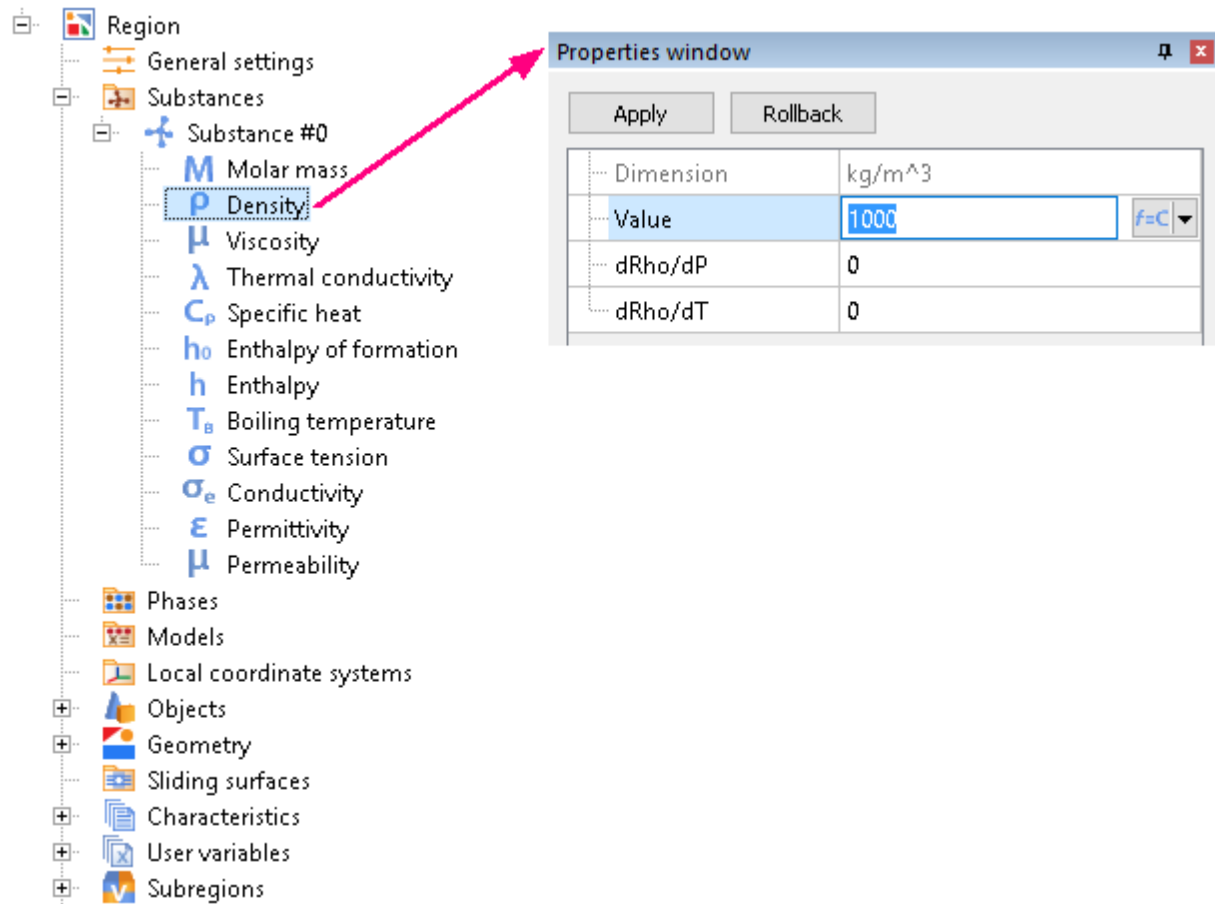 Region
General settings
Substances
Substance #0
M Molar mass
ρ Density
μ Viscosity
λ Thermal conductivity
Cp Specific heat
h0 Enthalpy of formation
h Enthalpy
TB Boiling temperature
σ Surface tension
σe Conductivity
ε Permittivity
μ Permeability
Phases
Models
Local coordinate systems
Objects
Geometry
Sliding surfaces
Characteristics
User variables
Subregions
Properties window
Apply Rollback
Dimension kg/m^3
Value 1000 f=C
dRho/dP 0
dRho/dT 0